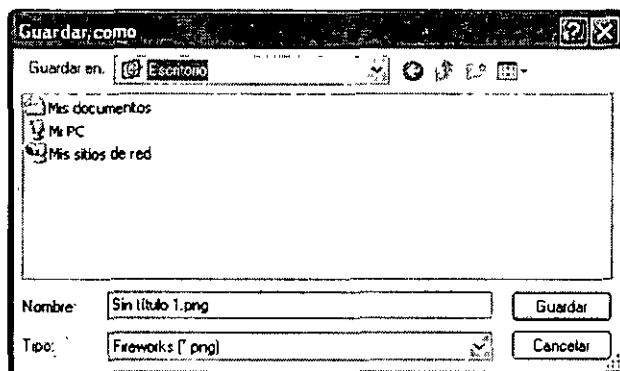 Guardar como
Guardar en: Escritorio
Mis documentos
Mi PC
Mis sitios de red
Nombre: Sin título 1.png Guardar
Tipo: Fireworks (*.png) Cancelar